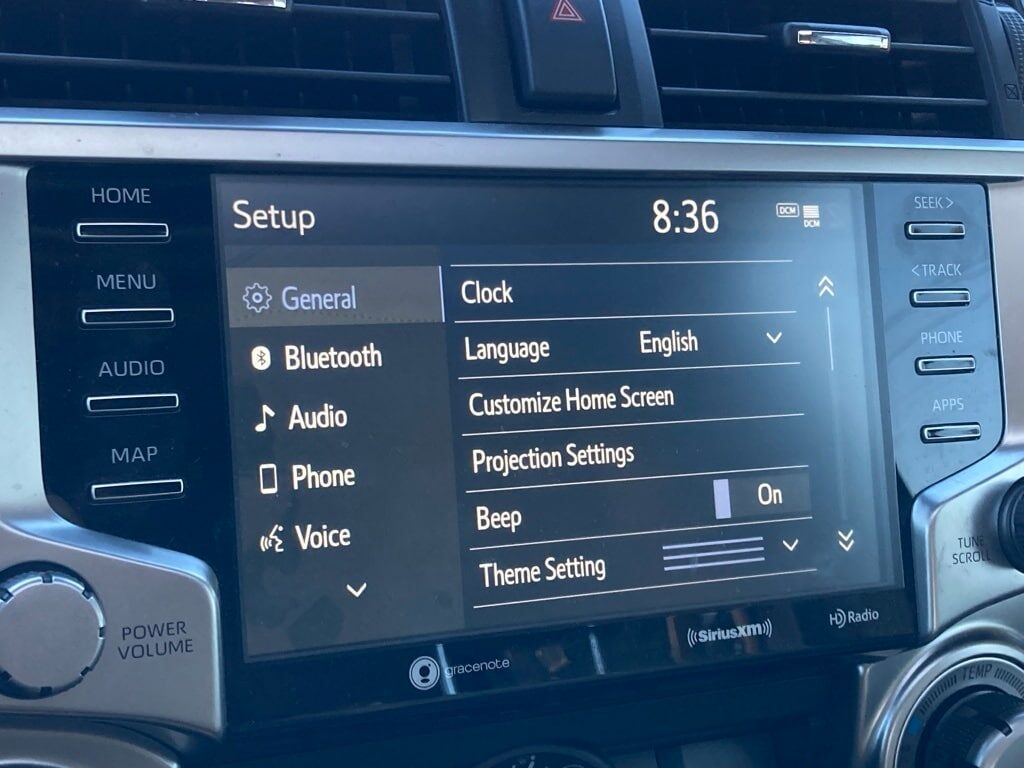 HOME
MENU
AUDIO
MAP
POWER
VOLUME
Setup
8:36
DCM
DCM
General
Bluetooth
Audio
Phone
Voice
Clock
Language English
Customize Home Screen
Projection Settings
Beep On
Theme Setting
gracenote
((SiriusXM))
HD Radio
SEEK >
< TRACK
PHONE
APPS
TUNE
SCROLL
TEMP